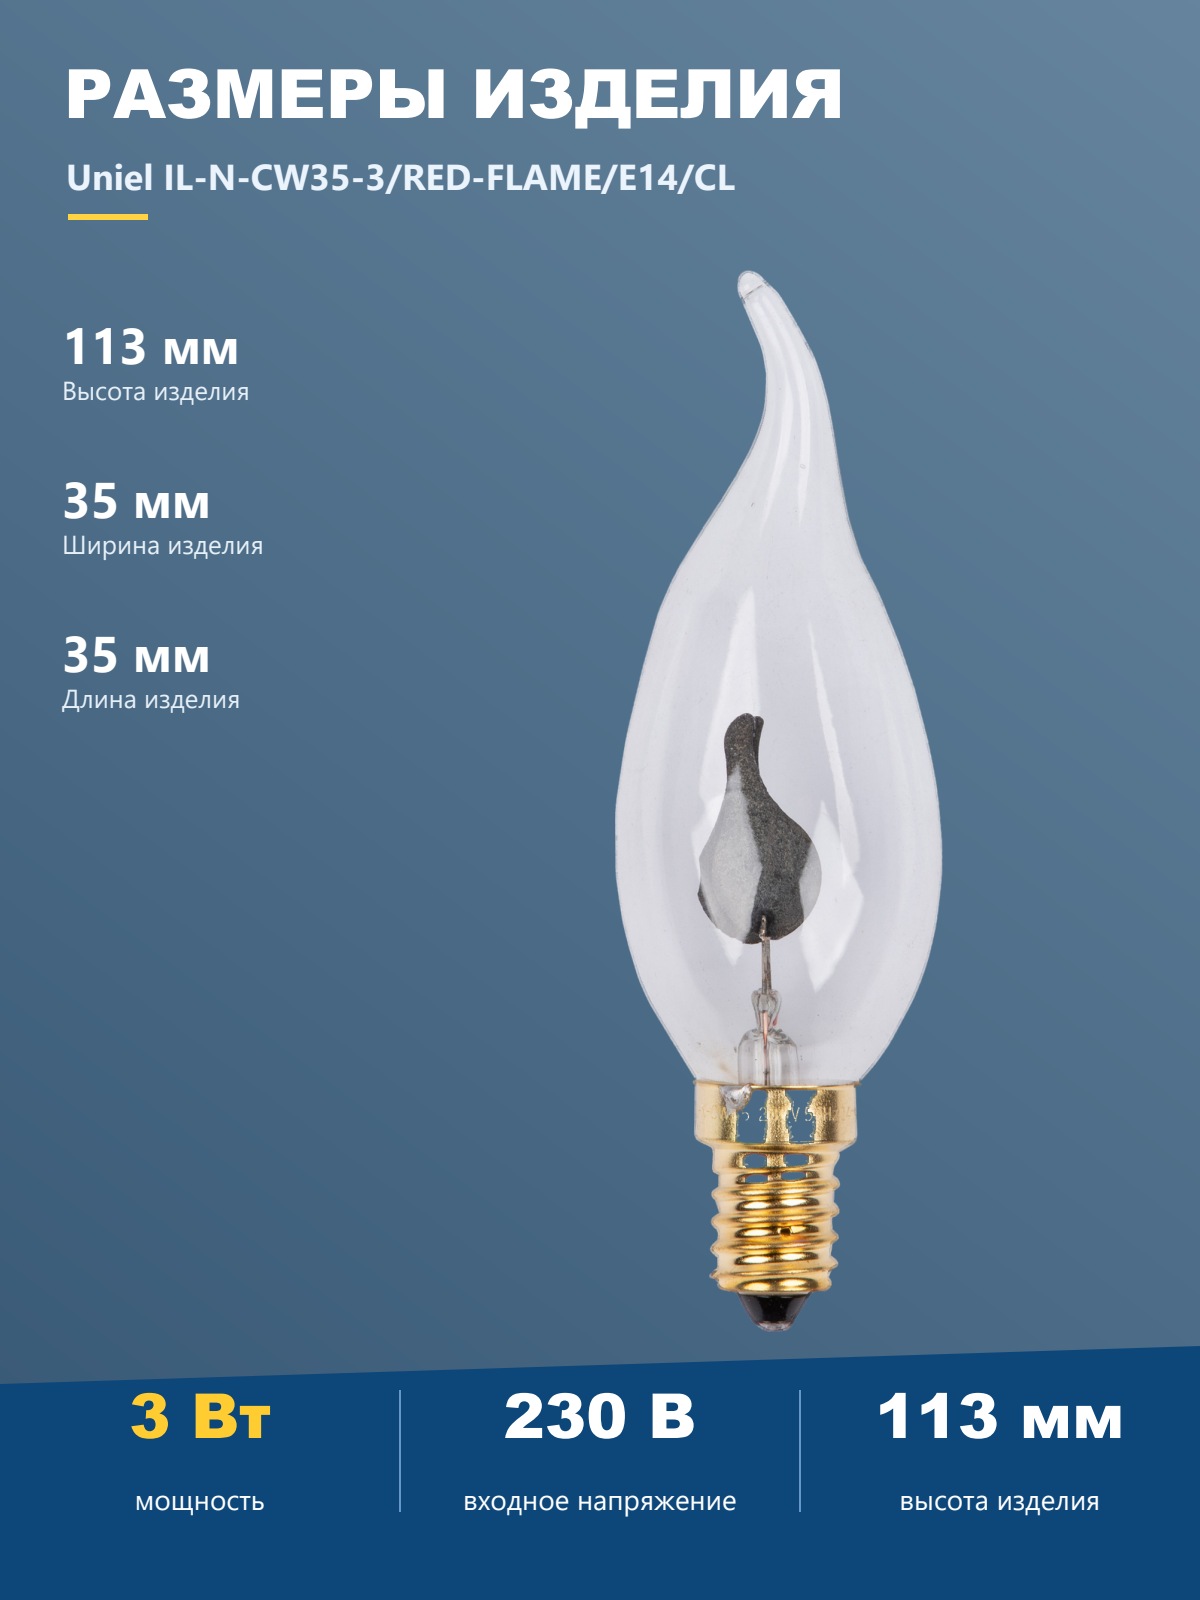 РАЗМЕРЫ ИЗДЕЛИЯ
Uniel IL-N-CW35-3/RED-FLAME/E14/CL
113 мм
Высота изделия
35 мм
Ширина изделия
35 мм
Длина изделия
3 Вт
мощность
230 В
входное напряжение
113 мм
высота изделия